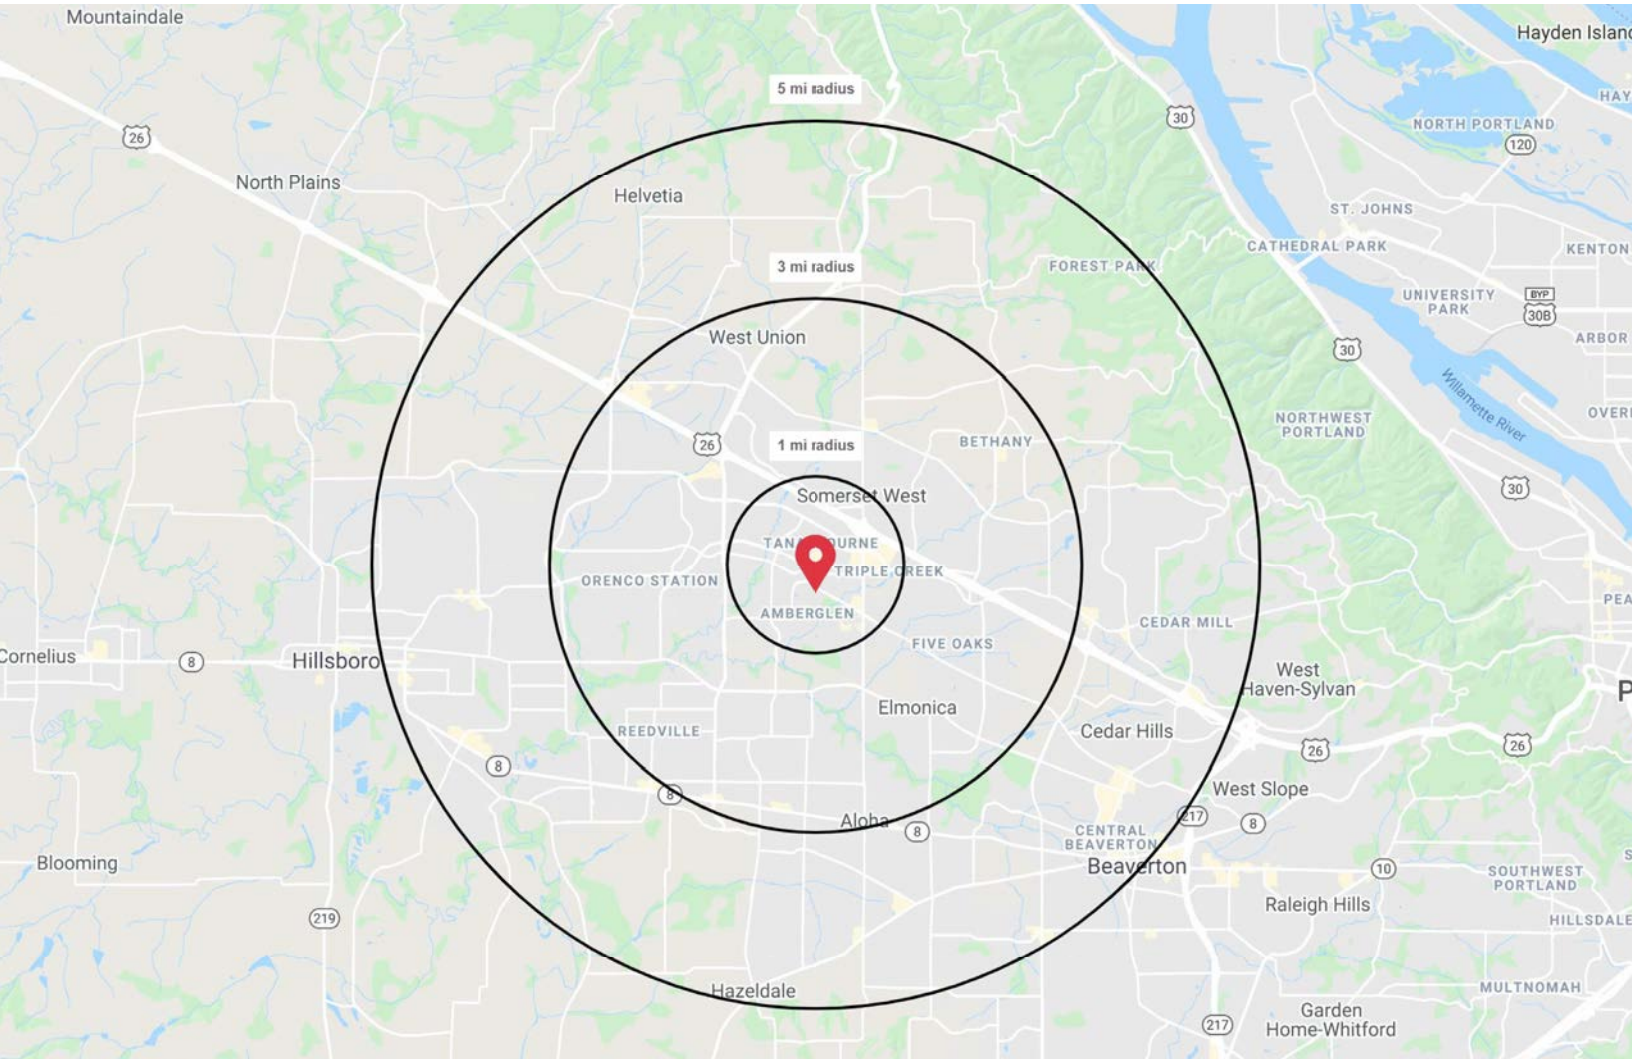 Mountaindale
Hayden Island
5 mi radius
30
HAY
26
NORTH PORTLAND
120
North Plains
Helvetia
ST. JOHNS
CATHEDRAL PARK
KENTON
3 mi radius
FOREST PARK
UNIVERSITY
PARK
BYP
30B
West Union
ARBOR
30
Willamette River
OVERL
NORTHWEST
PORTLAND
26
1 mi radius
BETHANY
Somerset West
30
TANASBOURNE
TRIPLE CREEK
ORENCO STATION
AMBERGLEN
PEA
CEDAR MILL
FIVE OAKS
Cornelius
8
Hillsboro
West
Haven-Sylvan
P
Elmonica
REEDVILLE
Cedar Hills
26
26
8
West Slope
8
217
8
Aloha
8
CENTRAL
BEAVERTON
Beaverton
Blooming
10
SOUTHWEST
PORTLAND
Raleigh Hills
219
HILLSDALE
Hazeldale
MULTNOMAH
Garden
Home-Whitford
217